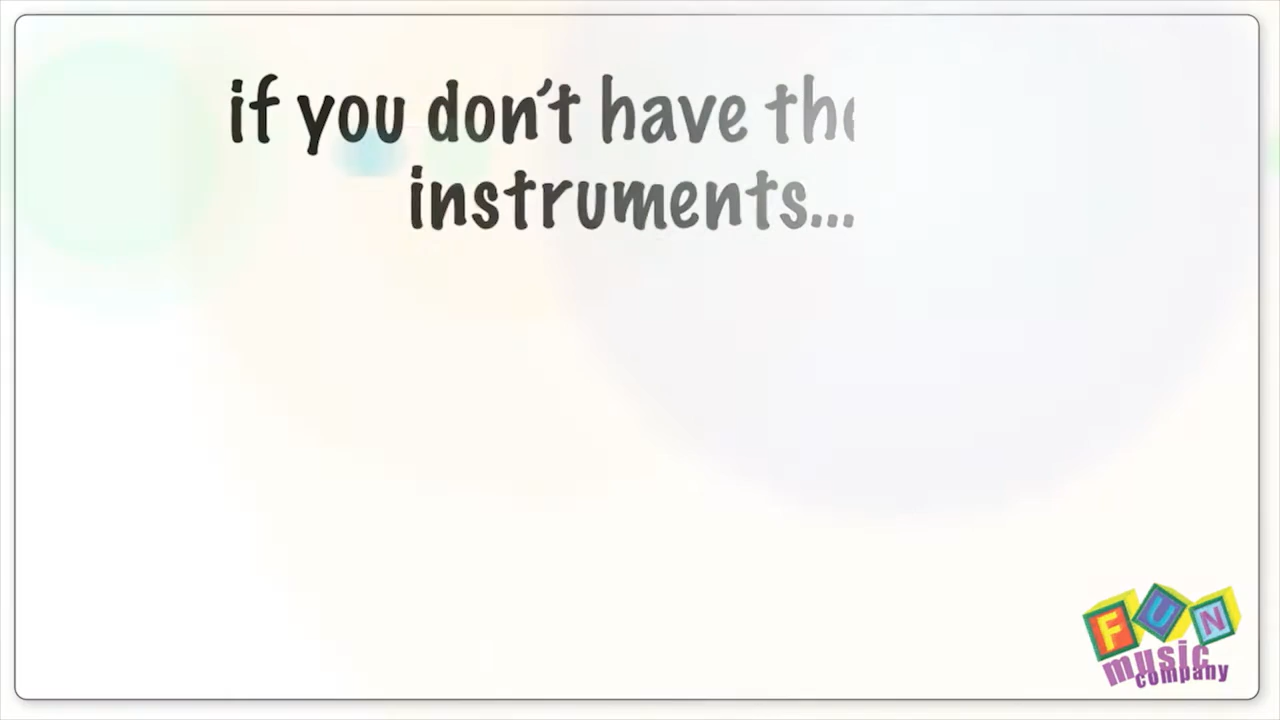 if you don't have the
instruments...
FUN
music
company